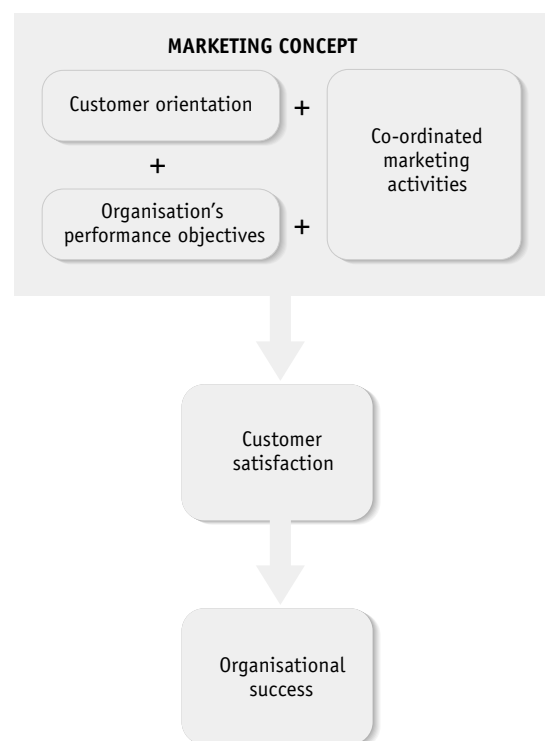 MARKETING CONCEPT
Customer orientation
+
+
Organisation's
performance objectives
+
Co-ordinated
marketing
activities
Customer
satisfaction
Organisational
success